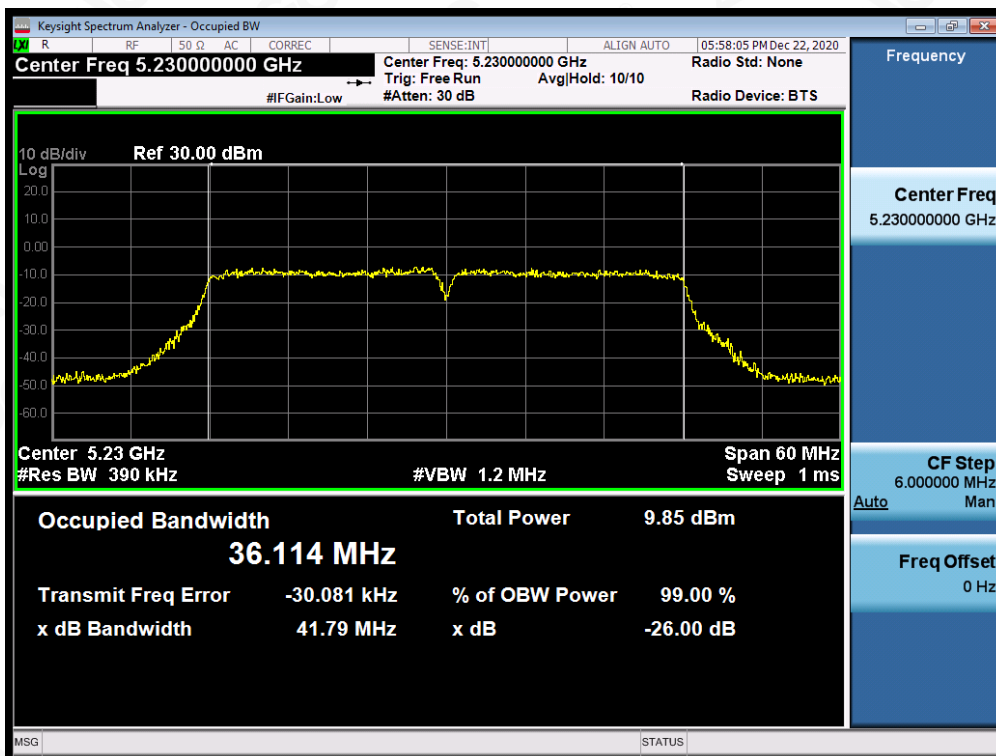 Keysight Spectrum Analyzer - Occupied BW
LXI R RF 50 Ω AC CORREC SENSE:INT ALIGN AUTO 05:58:05 PM Dec 22, 2020
Center Freq 5.230000000 GHz
#IFGain:Low
Center Freq: 5.230000000 GHz
Trig: Free Run Avg|Hold: 10/10
#Atten: 30 dB
Radio Std: None
Radio Device: BTS
10 dB/div Ref 30.00 dBm
Log
20.0
10.0
0.00
-10.0
-20.0
-30.0
-40.0
-50.0
-60.0
Center 5.23 GHz Span 60 MHz
#Res BW 390 kHz #VBW 1.2 MHz Sweep 1 ms
Occupied Bandwidth Total Power 9.85 dBm
36.114 MHz
Transmit Freq Error -30.081 kHz % of OBW Power 99.00 %
x dB Bandwidth 41.79 MHz x dB -26.00 dB
MSG STATUS
Frequency
Center Freq
5.230000000 GHz
CF Step
6.000000 MHz
Auto Man
Freq Offset
0 Hz